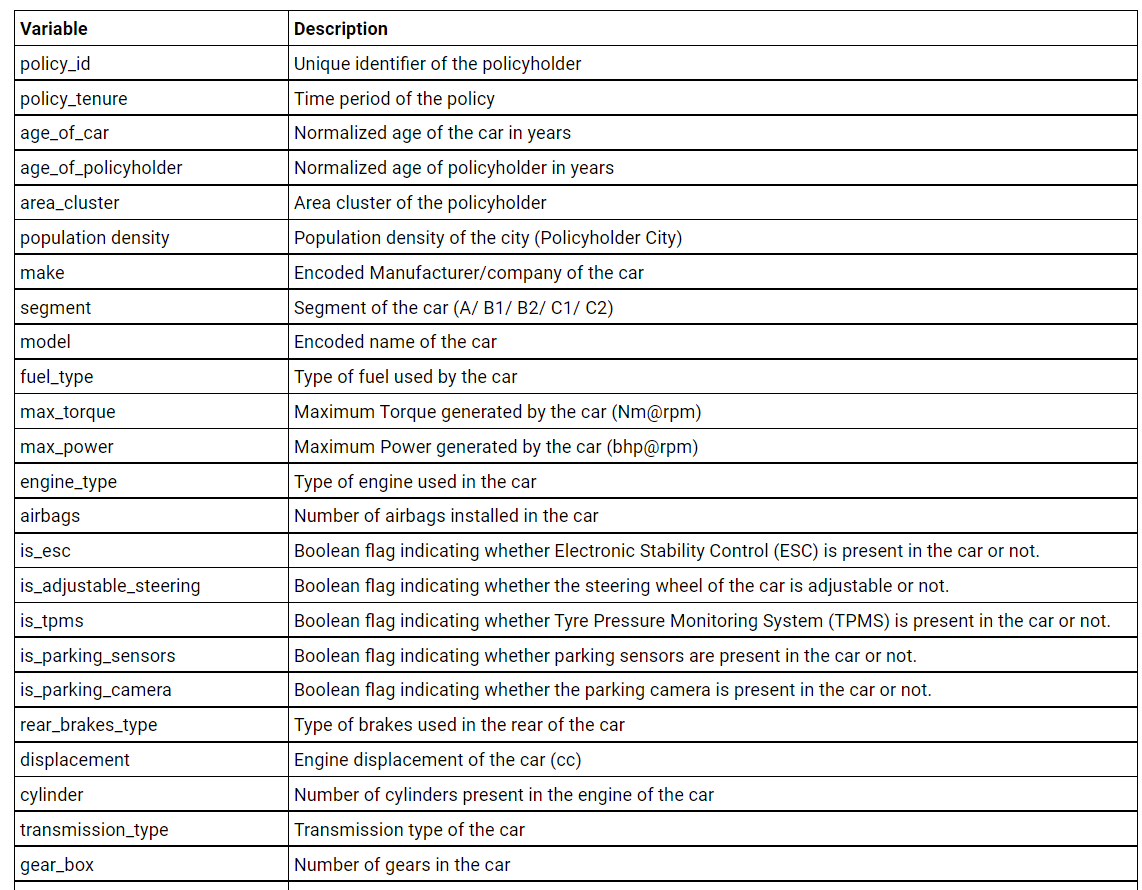 Variable Description
policy_id Unique identifier of the policyholder
policy_tenure Time period of the policy
age_of_car Normalized age of the car in years
age_of_policyholder Normalized age of policyholder in years
area_cluster Area cluster of the policyholder
population density Population density of the city (Policyholder City)
make Encoded Manufacturer/company of the car
segment Segment of the car (A/ B1/ B2/ C1/ C2)
model Encoded name of the car
fuel_type Type of fuel used by the car
max_torque Maximum Torque generated by the car (Nm@rpm)
max_power Maximum Power generated by the car (bhp@rpm)
engine_type Type of engine used in the car
airbags Number of airbags installed in the car
is_esc Boolean flag indicating whether Electronic Stability Control (ESC) is present in the car or not.
is_adjustable_steering Boolean flag indicating whether the steering wheel of the car is adjustable or not.
is_tpms Boolean flag indicating whether Tyre Pressure Monitoring System (TPMS) is present in the car or not.
is_parking_sensors Boolean flag indicating whether parking sensors are present in the car or not.
is_parking_camera Boolean flag indicating whether the parking camera is present in the car or not.
rear_brakes_type Type of brakes used in the rear of the car
displacement Engine displacement of the car (cc)
cylinder Number of cylinders present in the engine of the car
transmission_type Transmission type of the car
gear_box Number of gears in the car